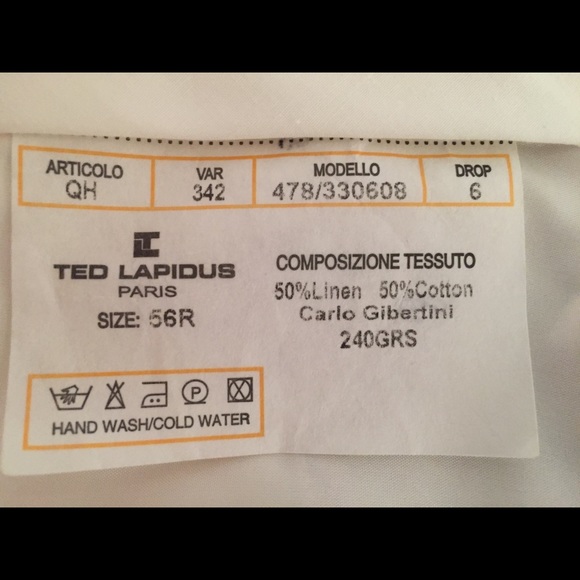 ARTICOLO VAR MODELLO DROP
QH 342 478/330608 6
TED LAPIDUS
PARIS
SIZE: 56R
COMPOSIZIONE TESSUTO
50%Linen 50%Cotton
Carlo Gibertini
240GRS
P
HAND WASH/COLD WATER